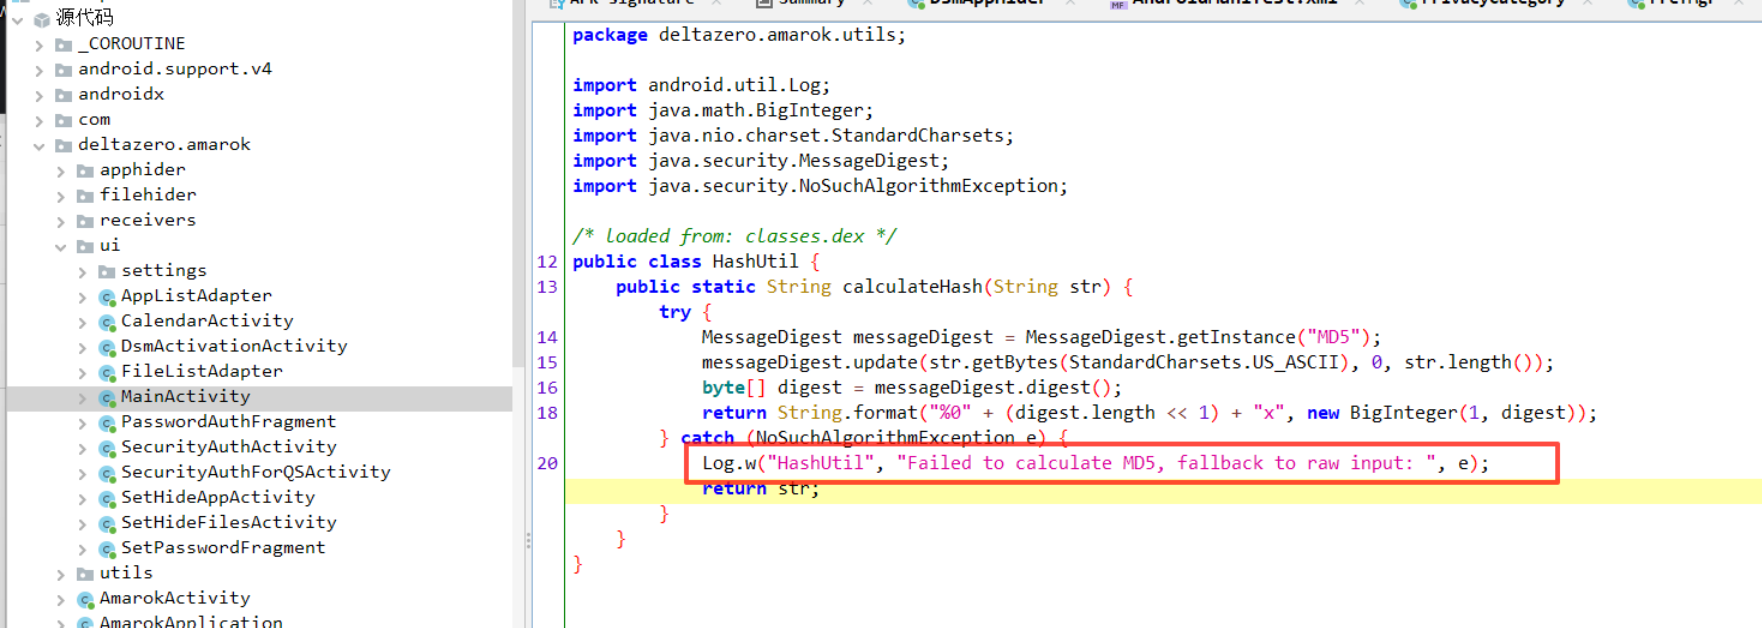 源代码
_COROUTINE
android.support.v4
androidx
com
deltazero.amarok
apphider
filehider
receivers
ui
settings
AppListAdapter
CalendarActivity
DsmActivationActivity
FileListAdapter
MainActivity
PasswordAuthFragment
SecurityAuthActivity
SecurityAuthForQSActivity
SetHideAppActivity
SetHideFilesActivity
SetPasswordFragment
utils
AmarokActivity
AmarokApplication
APK signature Summary DsmAppHider AndroidManifest.xml PrivacyCategory
package deltazero.amarok.utils;
import android.util.Log;
import java.math.BigInteger;
import java.nio.charset.StandardCharsets;
import java.security.MessageDigest;
import java.security.NoSuchAlgorithmException;
/* loaded from: classes.dex */
12 public class HashUtil {
13 public static String calculateHash(String str) {
try {
14 MessageDigest messageDigest = MessageDigest.getInstance("MD5");
15 messageDigest.update(str.getBytes(StandardCharsets.US_ASCII), 0, str.length());
16 byte[] digest = messageDigest.digest();
18 return String.format("%0" + (digest.length << 1) + "x", new BigInteger(1, digest));
} catch (NoSuchAlgorithmException e) {
20 Log.w("HashUtil", "Failed to calculate MD5, fallback to raw input: ", e);
return str;
}
}
}